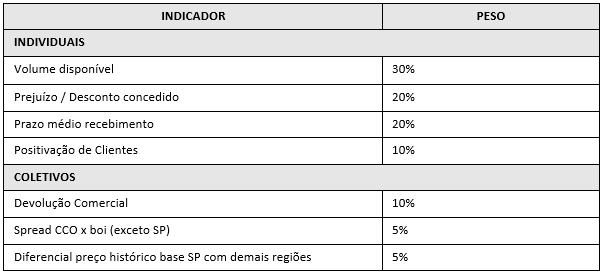 INDICADOR PESO
INDIVIDUAIS
Volume disponível 30%
Prejuízo / Desconto concedido 20%
Prazo médio recebimento 20%
Positivação de Clientes 10%
COLETIVOS
Devolução Comercial 10%
Spread CCO x boi (exceto SP) 5%
Diferencial preço histórico base SP com demais regiões 5%